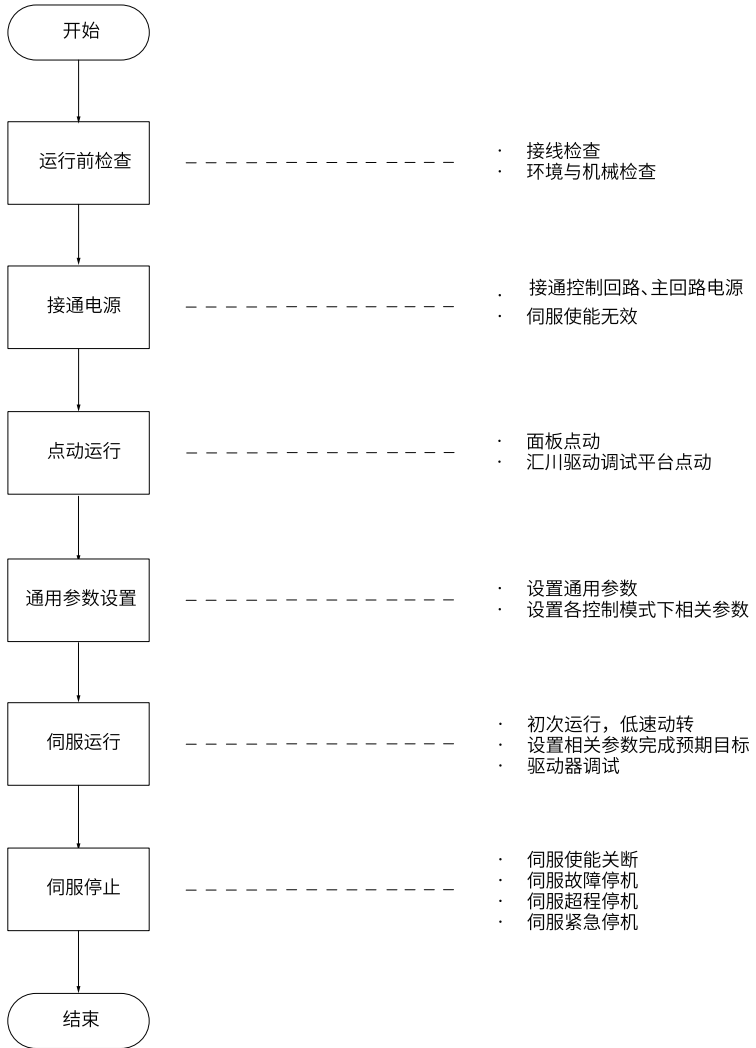 开始
运行前检查
· 接线检查
· 环境与机械检查
接通电源
· 接通控制回路、主回路电源
· 伺服使能无效
点动运行
· 面板点动
· 汇川驱动调试平台点动
通用参数设置
· 设置通用参数
· 设置各控制模式下相关参数
伺服运行
· 初次运行，低速动转
· 设置相关参数完成预期目标
· 驱动器调试
伺服停止
· 伺服使能关断
· 伺服故障停机
· 伺服超程停机
· 伺服紧急停机
结束